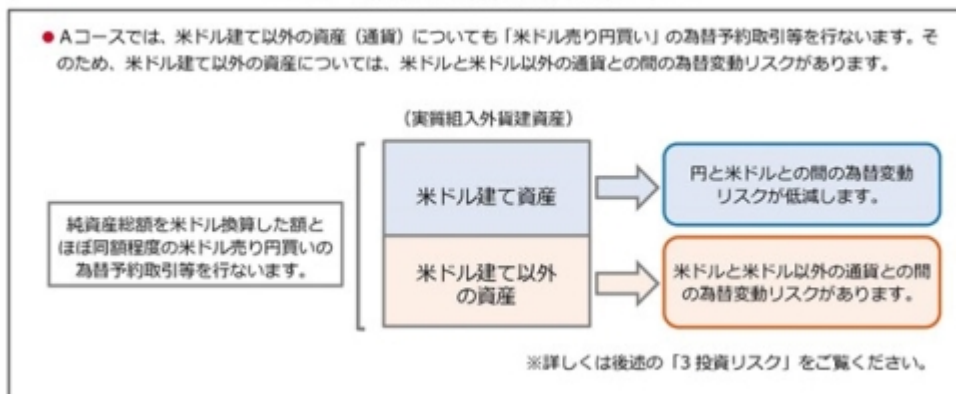 ● Aコースでは、米ドル建て以外の資産（通貨）についても「米ドル売り円買い」の為替予約取引等を行ないます。そ
のため、米ドル建て以外の資産については、米ドルと米ドル以外の通貨との間の為替変動リスクがあります。
（実質組入外貨建資産）
純資産総額を米ドル換算した額と
ほぼ同額程度の米ドル売り円買いの
為替予約取引等を行ないます。
米ドル建て資産
円と米ドルとの間の為替変動
リスクが低減します。
米ドル建て以外
の資産
米ドルと米ドル以外の通貨との間
の為替変動リスクがあります。
※詳しくは後述の「3 投資リスク」をご覧ください。